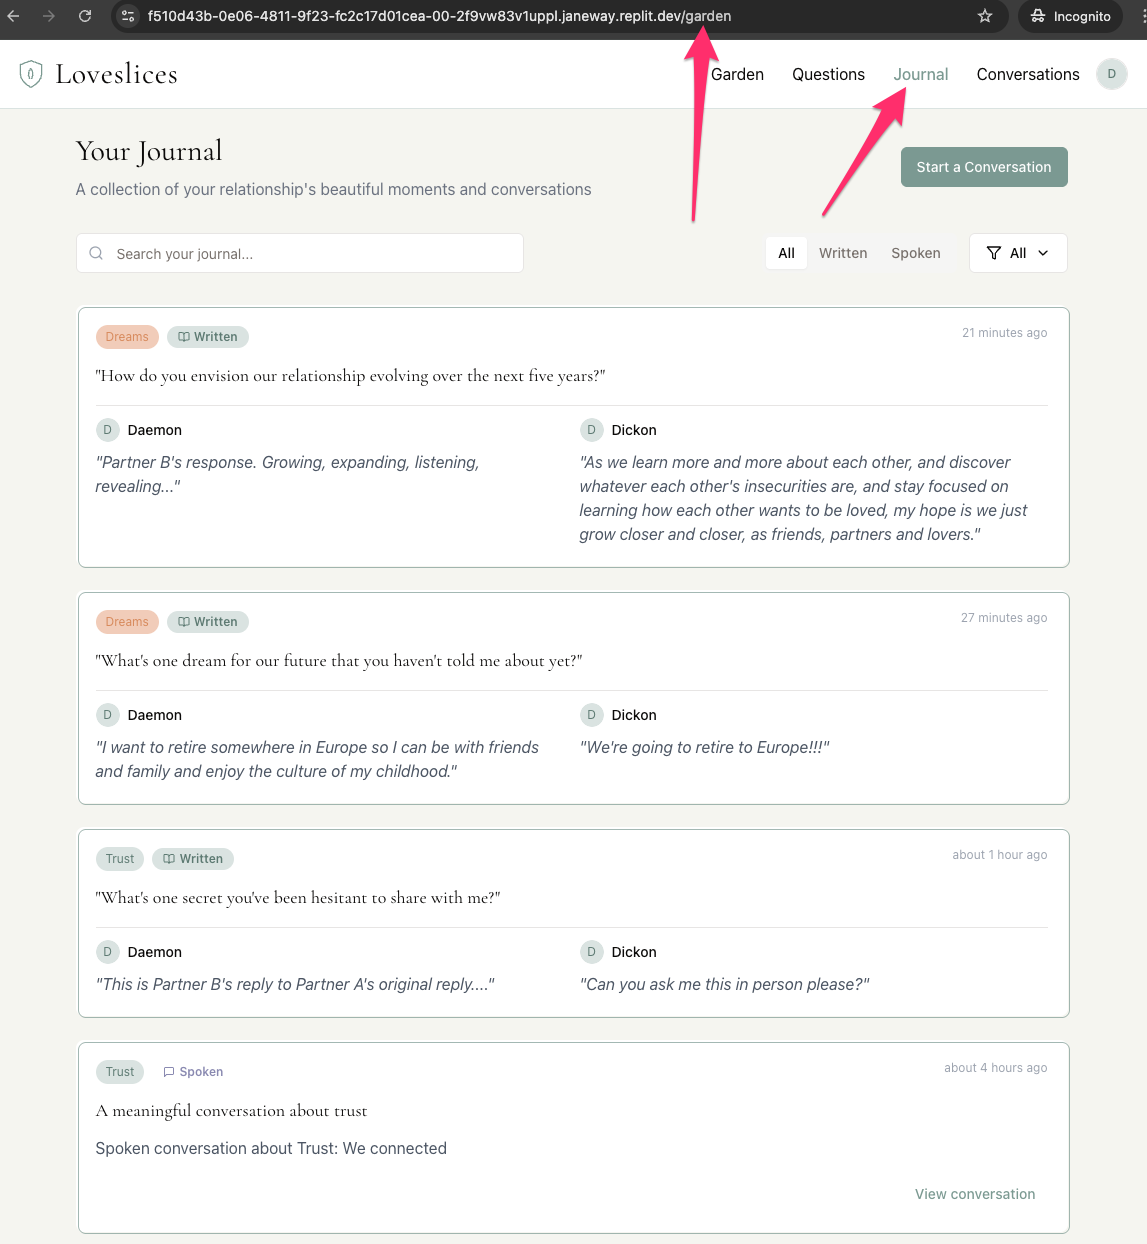 f510d43b-0e06-4811-9f23-fc2c17d01cea-00-2f9vw83v1uppl.janeway.replit.dev/garden
Incognito
Loveslices
Garden
Questions
Journal
Conversations
D
Your Journal
A collection of your relationship's beautiful moments and conversations
Start a Conversation
Search your journal...
All
Written
Spoken
All
Dreams
Written
21 minutes ago
"How do you envision our relationship evolving over the next five years?"
D
Daemon
"Partner B's response. Growing, expanding, listening,
revealing..."
D
Dickon
"As we learn more and more about each other, and discover
whatever each other's insecurities are, and stay focused on
learning how each other wants to be loved, my hope is we just
grow closer and closer, as friends, partners and lovers."
Dreams
Written
27 minutes ago
"What's one dream for our future that you haven't told me about yet?"
D
Daemon
"I want to retire somewhere in Europe so I can be with friends
and family and enjoy the culture of my childhood."
D
Dickon
"We're going to retire to Europe!!!"
Trust
Written
about 1 hour ago
"What's one secret you've been hesitant to share with me?"
D
Daemon
"This is Partner B's reply to Partner A's original reply...."
D
Dickon
"Can you ask me this in person please?"
Trust
Spoken
about 4 hours ago
A meaningful conversation about trust
Spoken conversation about Trust: We connected
View conversation